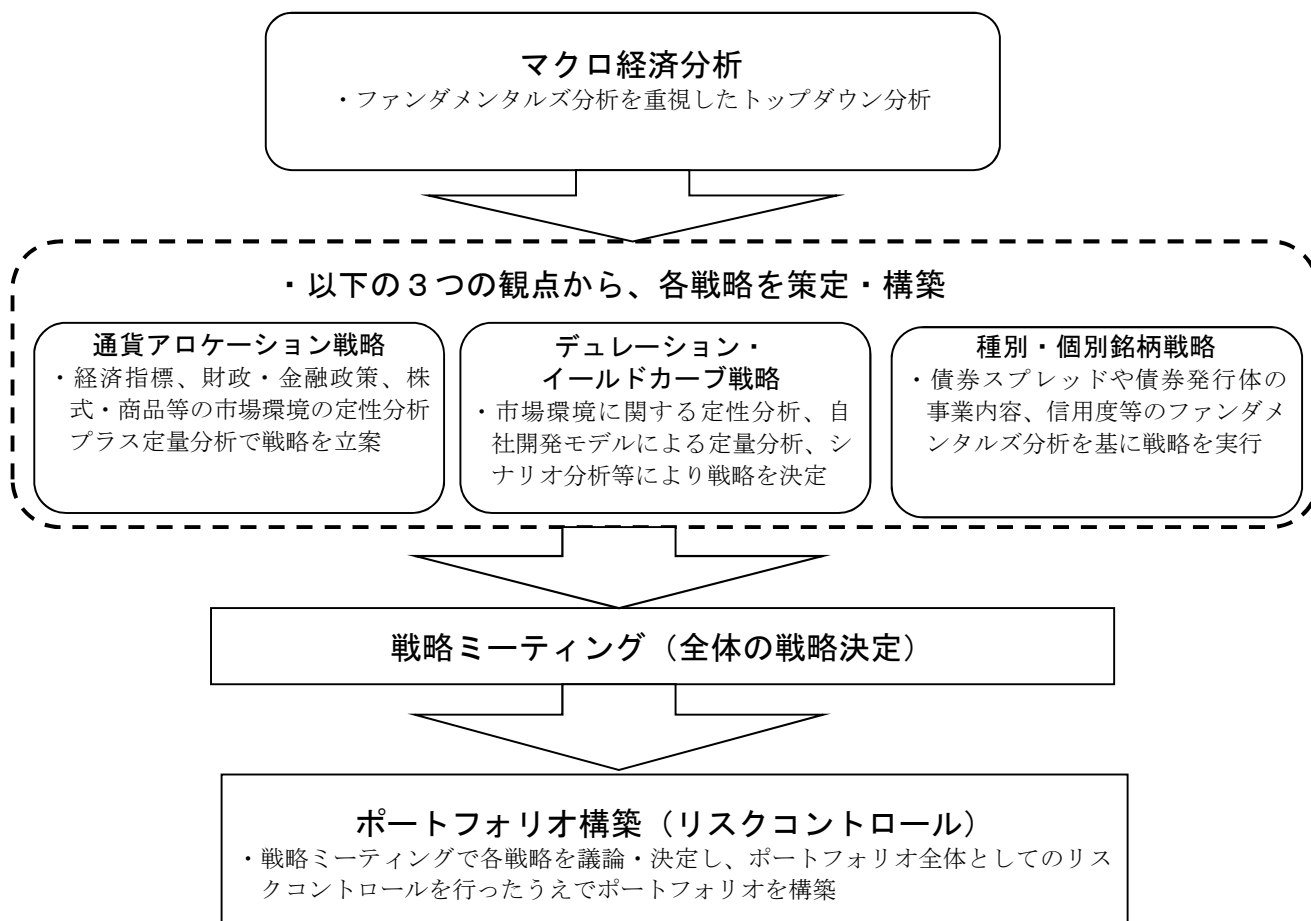 マクロ経済分析
・ファンダメンタルズ分析を重視したトップダウン分析
・以下の３つの観点から、各戦略を策定・構築
通貨アロケーション戦略
・経済指標、財政・金融政策、株
式・商品等の市場環境の定性分析
プラス定量分析で戦略を立案
デュレーション・
イールドカーブ戦略
・市場環境に関する定性分析、自
社開発モデルによる定量分析、シ
ナリオ分析等により戦略を決定
種別・個別銘柄戦略
・債券スプレッドや債券発行体の
事業内容、信用度等のファンダメ
ンタルズ分析を基に戦略を実行
戦略ミーティング（全体の戦略決定）
ポートフォリオ構築（リスクコントロール）
・戦略ミーティングで各戦略を議論・決定し、ポートフォリオ全体としてのリス
クコントロールを行ったうえでポートフォリオを構築